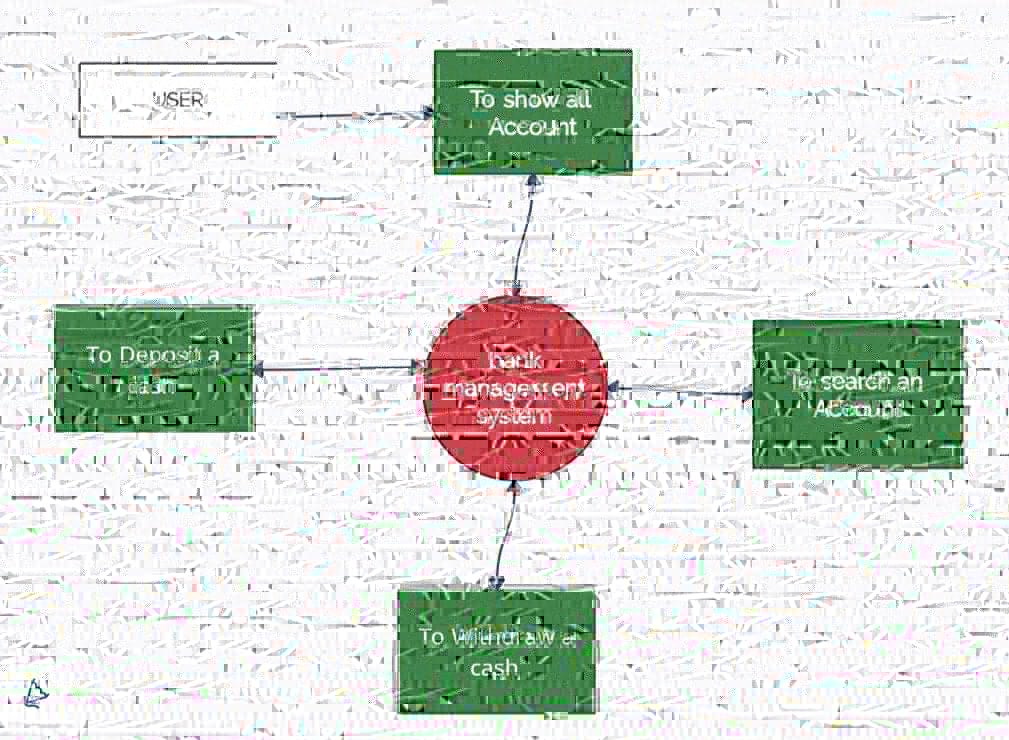 USER
To show all
Account
To Deposit a
cash
bank
management
system
To search an
Account
To Withdraw a
cash